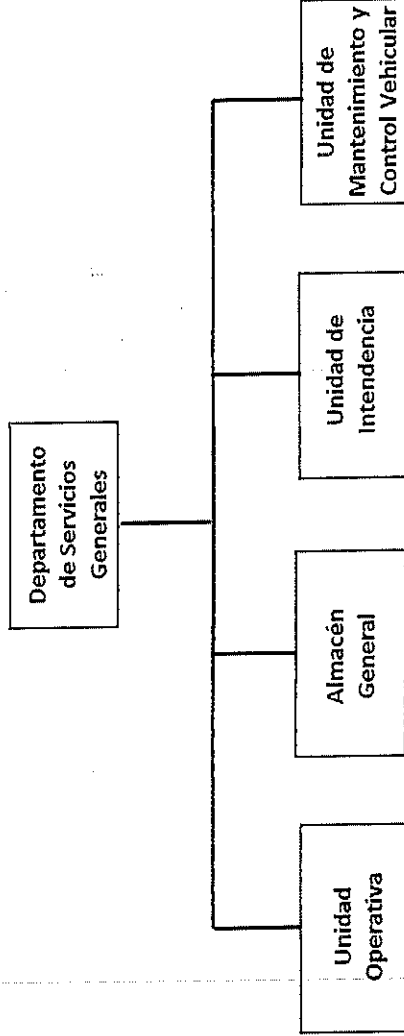 Departamento
de Servicios
Generales
Unidad
Operativa
Almacén
General
Unidad de
Intendencia
Unidad de
Mantenimiento y
Control Vehicular